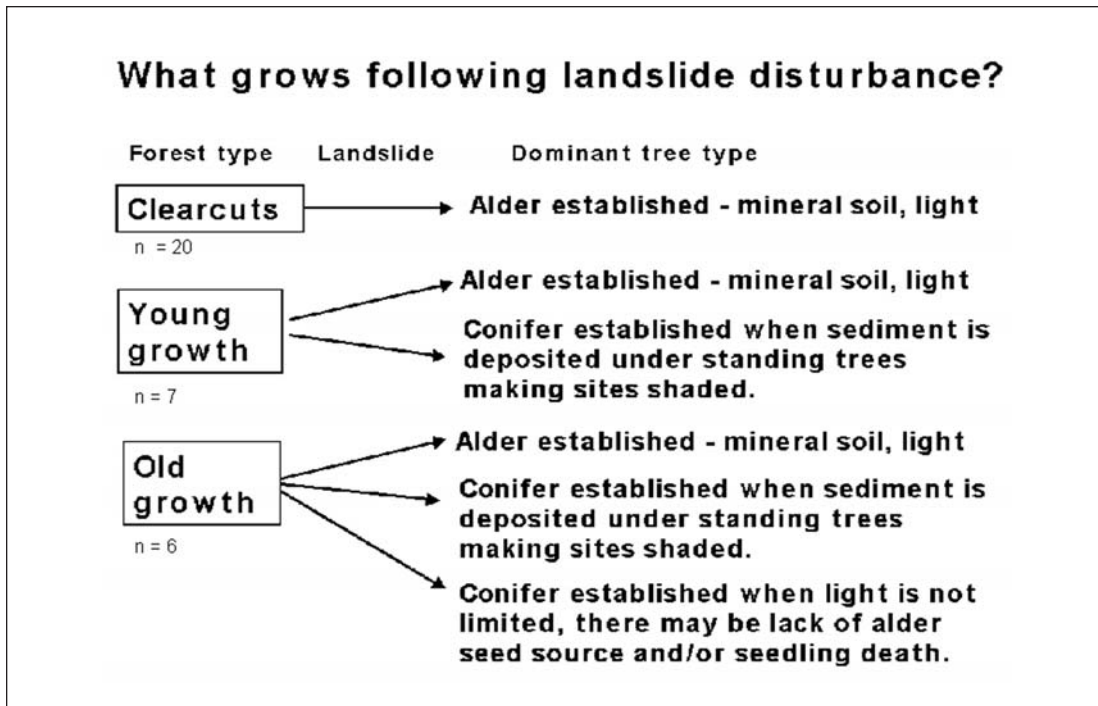 What grows following landslide disturbance?
Forest type Landslide Dominant tree type
Clearcuts
n = 20
Alder established - mineral soil, light
Young
growth
n = 7
Alder established - mineral soil, light
Conifer established when sediment is
deposited under standing trees
making sites shaded.
Old
growth
n = 6
Alder established - mineral soil, light
Conifer established when sediment is
deposited under standing trees
making sites shaded.
Conifer established when light is not
limited, there may be lack of alder
seed source and/or seedling death.